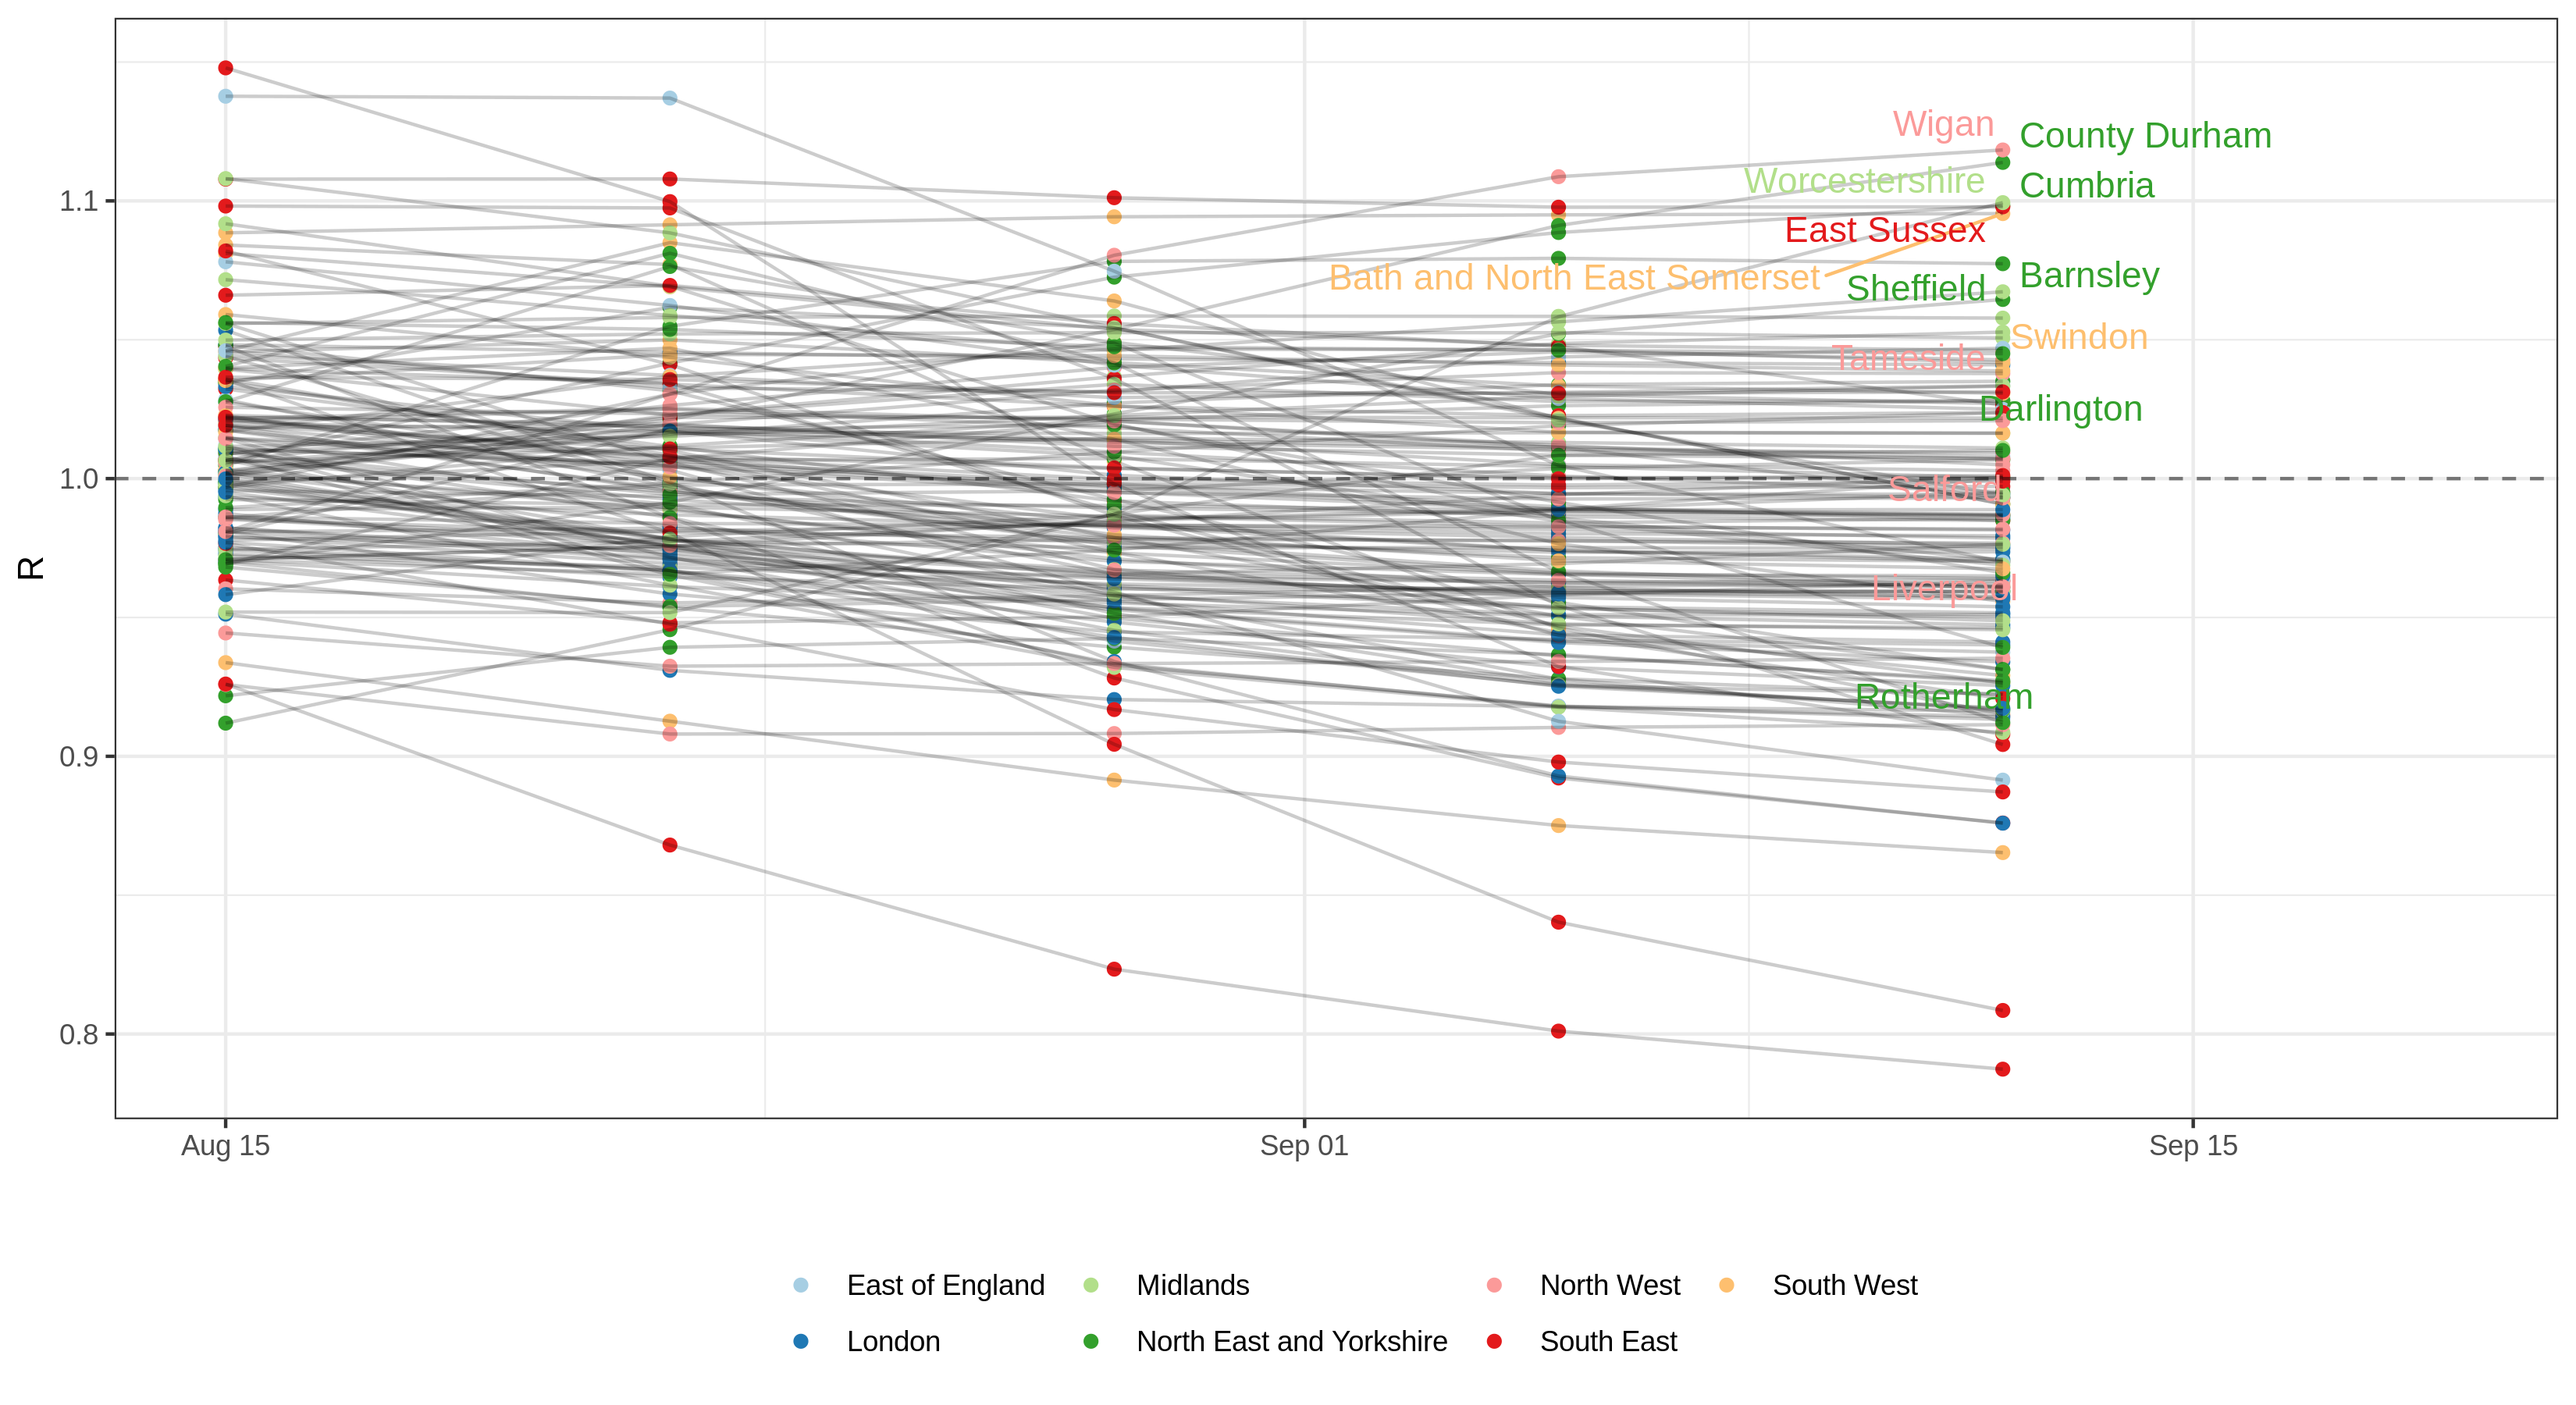 Wigan
County Durham
Worcestershire
Cumbria
1.1
East Sussex
Bath and North East Somerset
Barnsley
Sheffield
Swindon
Tameside
Darlington
1.0
Salford
R
Liverpool
Rotherham
0.9
0.8
Aug 15
Sep 01
Sep 15
East of England
Midlands
North West
South West
London
North East and Yorkshire
South East